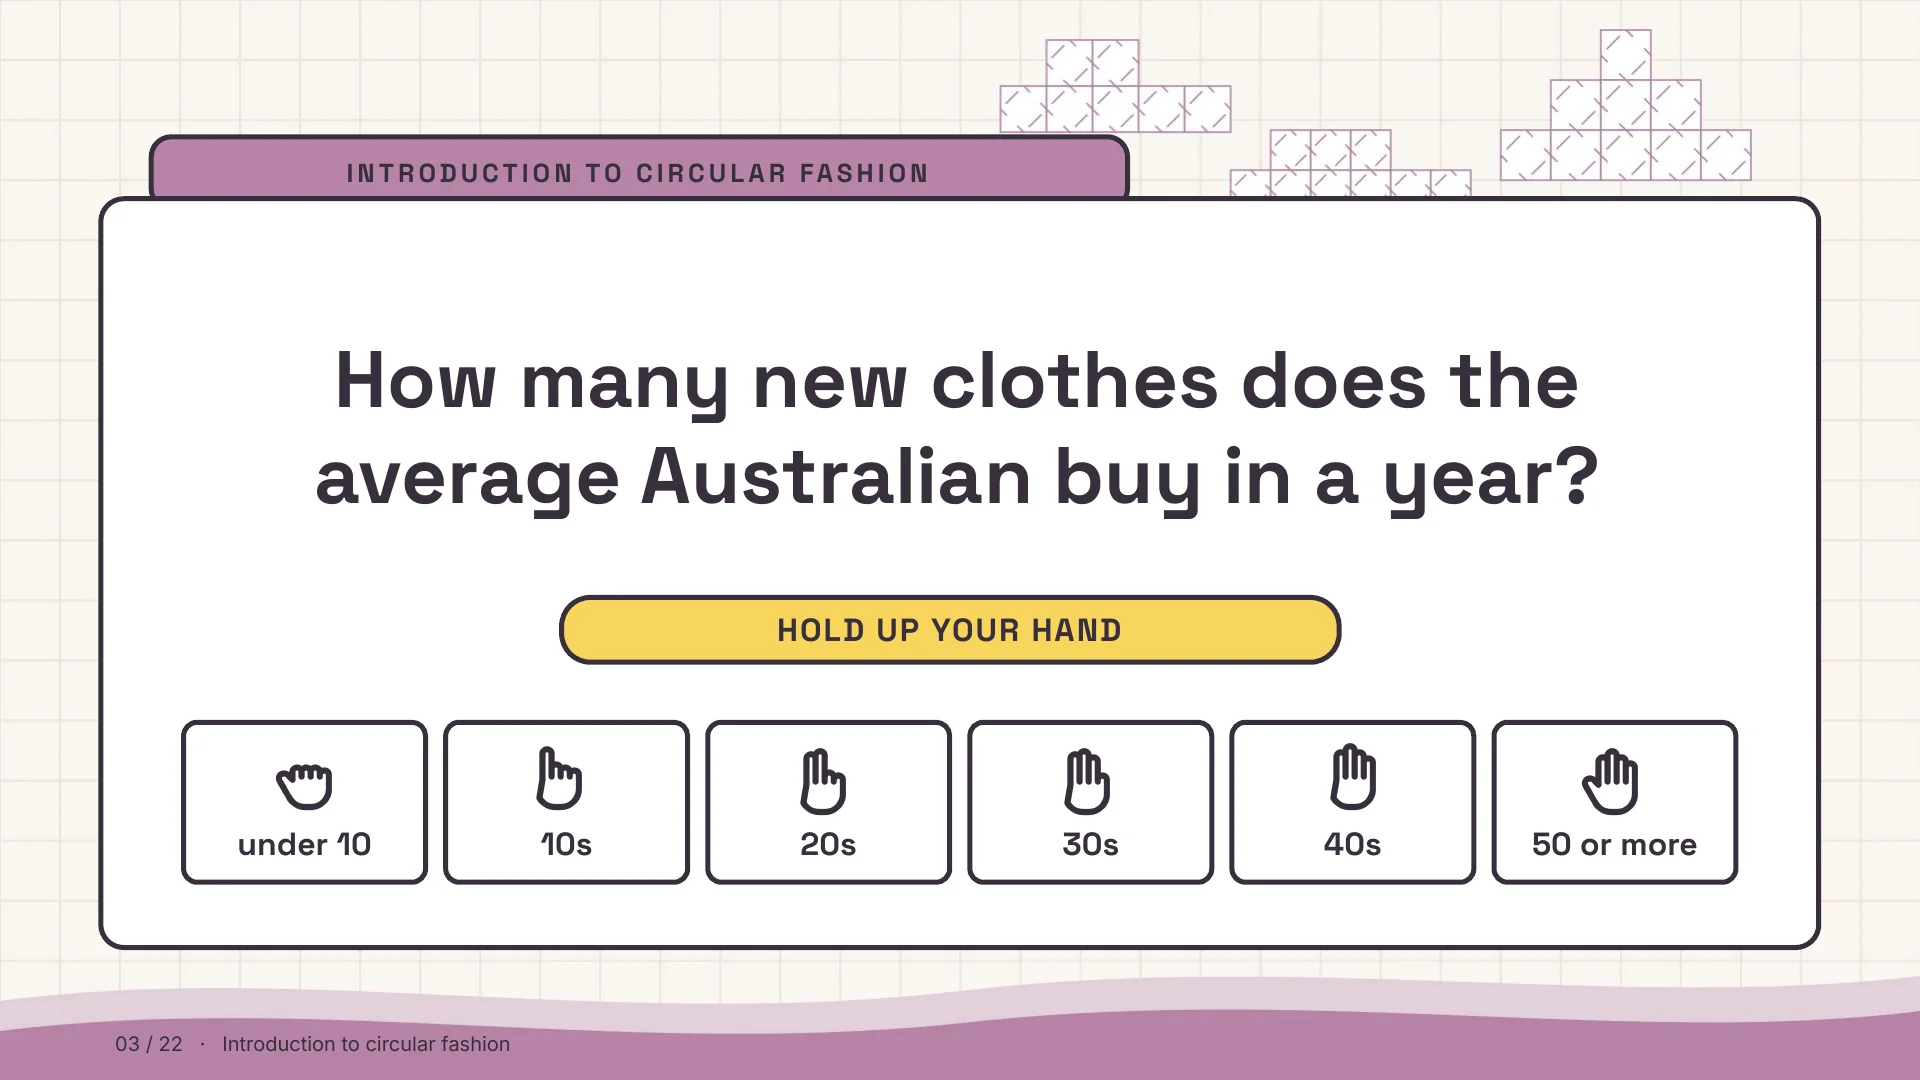 INTRODUCTION TO CIRCULAR FASHION
How many new clothes does the
average Australian buy in a year?
HOLD UP YOUR HAND
under 10
10s
20s
30s
40s
50 or more
03 / 22 · Introduction to circular fashion